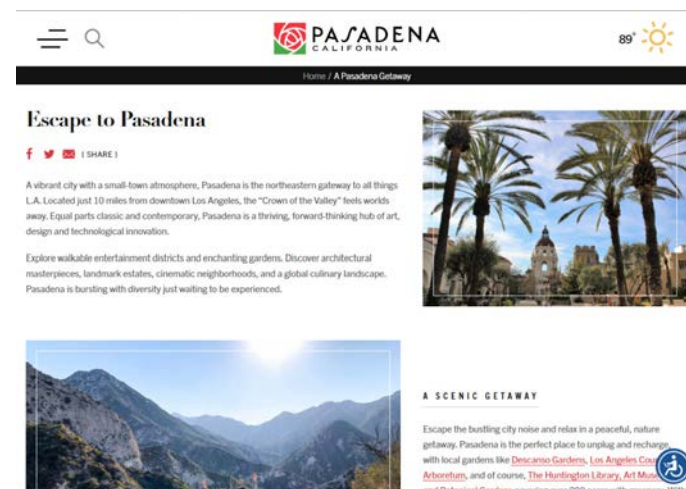 PASADENA
CALIFORNIA
89°
Home / A Pasadena Getaway
Escape to Pasadena
( SHARE )
A vibrant city with a small-town atmosphere, Pasadena is the northeastern gateway to all things
L.A. Located just 10 miles from downtown Los Angeles, the “Crown of the Valley” feels worlds
away. Equal parts classic and contemporary, Pasadena is a thriving, forward-thinking hub of art,
design and technological innovation.
Explore walkable entertainment districts and enchanting gardens. Discover architectural
masterpieces, landmark estates, cinematic neighborhoods, and a global culinary landscape.
Pasadena is bursting with diversity just waiting to be experienced.
A SCENIC GETAWAY
Escape the bustling city noise and relax in a peaceful, nature
getaway. Pasadena is the perfect place to unplug and recharge,
with local gardens like Descanso Gardens, Los Angeles Cou
Arboretum, and of course, The Huntington Library, Art Muse